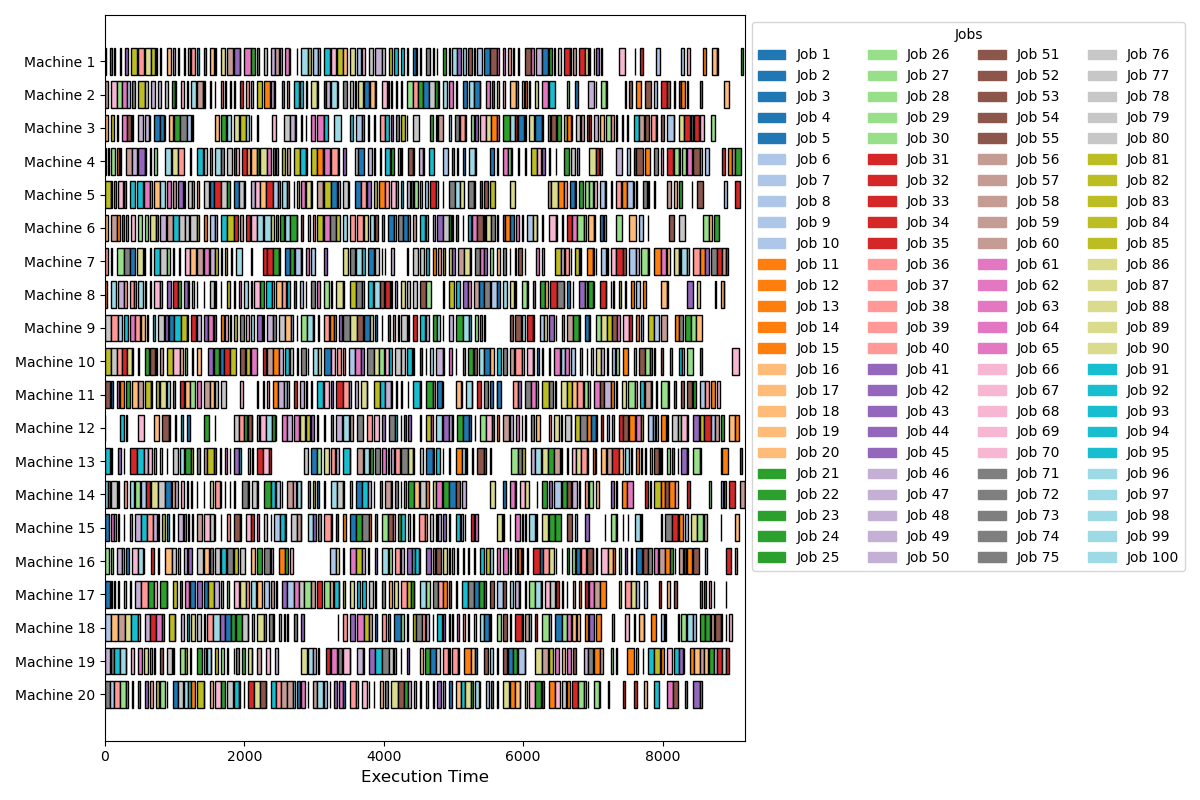 Jobs
Machine 1
Machine 2
Machine 3
Machine 4
Machine 5
Machine 6
Machine 7
Machine 8
Machine 9
Machine 10
Machine 11
Machine 12
Machine 13
Machine 14
Machine 15
Machine 16
Machine 17
Machine 18
Machine 19
Machine 20
0 2000 4000 6000 8000
Execution Time
Job 1 Job 26 Job 51 Job 76
Job 2 Job 27 Job 52 Job 77
Job 3 Job 28 Job 53 Job 78
Job 4 Job 29 Job 54 Job 79
Job 5 Job 30 Job 55 Job 80
Job 6 Job 31 Job 56 Job 81
Job 7 Job 32 Job 57 Job 82
Job 8 Job 33 Job 58 Job 83
Job 9 Job 34 Job 59 Job 84
Job 10 Job 35 Job 60 Job 85
Job 11 Job 36 Job 61 Job 86
Job 12 Job 37 Job 62 Job 87
Job 13 Job 38 Job 63 Job 88
Job 14 Job 39 Job 64 Job 89
Job 15 Job 40 Job 65 Job 90
Job 16 Job 41 Job 66 Job 91
Job 17 Job 42 Job 67 Job 92
Job 18 Job 43 Job 68 Job 93
Job 19 Job 44 Job 69 Job 94
Job 20 Job 45 Job 70 Job 95
Job 21 Job 46 Job 71 Job 96
Job 22 Job 47 Job 72 Job 97
Job 23 Job 48 Job 73 Job 98
Job 24 Job 49 Job 74 Job 99
Job 25 Job 50 Job 75 Job 100